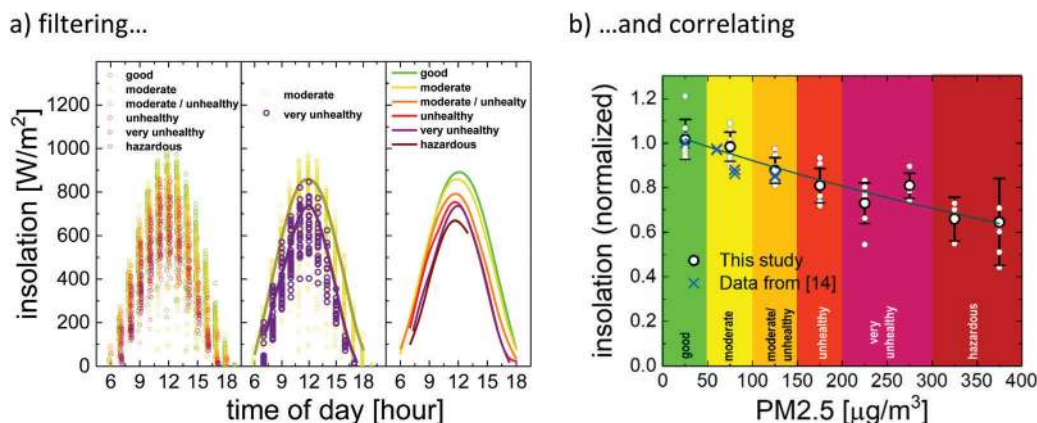 a) filtering...
insolation [W/m²]
1200
1000
800
600
400
200
0
good
moderate
moderate / unhealthy
unhealthy
very unhealthy
hazardous
moderate
very unhealthy
good
moderate
moderate / unhealty
unhealthy
very unhealthy
hazardous
6 9 12 15 18 6 9 12 15 18 6 9 12 15 18
time of day [hour]
b) ...and correlating
insolation (normalized)
1.2
1.0
0.8
0.6
0.4
0.2
0.0
This study
Data from [14]
good
moderate
moderate/
unhealthy
unhealthy
very
unhealthy
hazardous
0 50 100 150 200 250 300 350 400
PM2.5 [µg/m³]